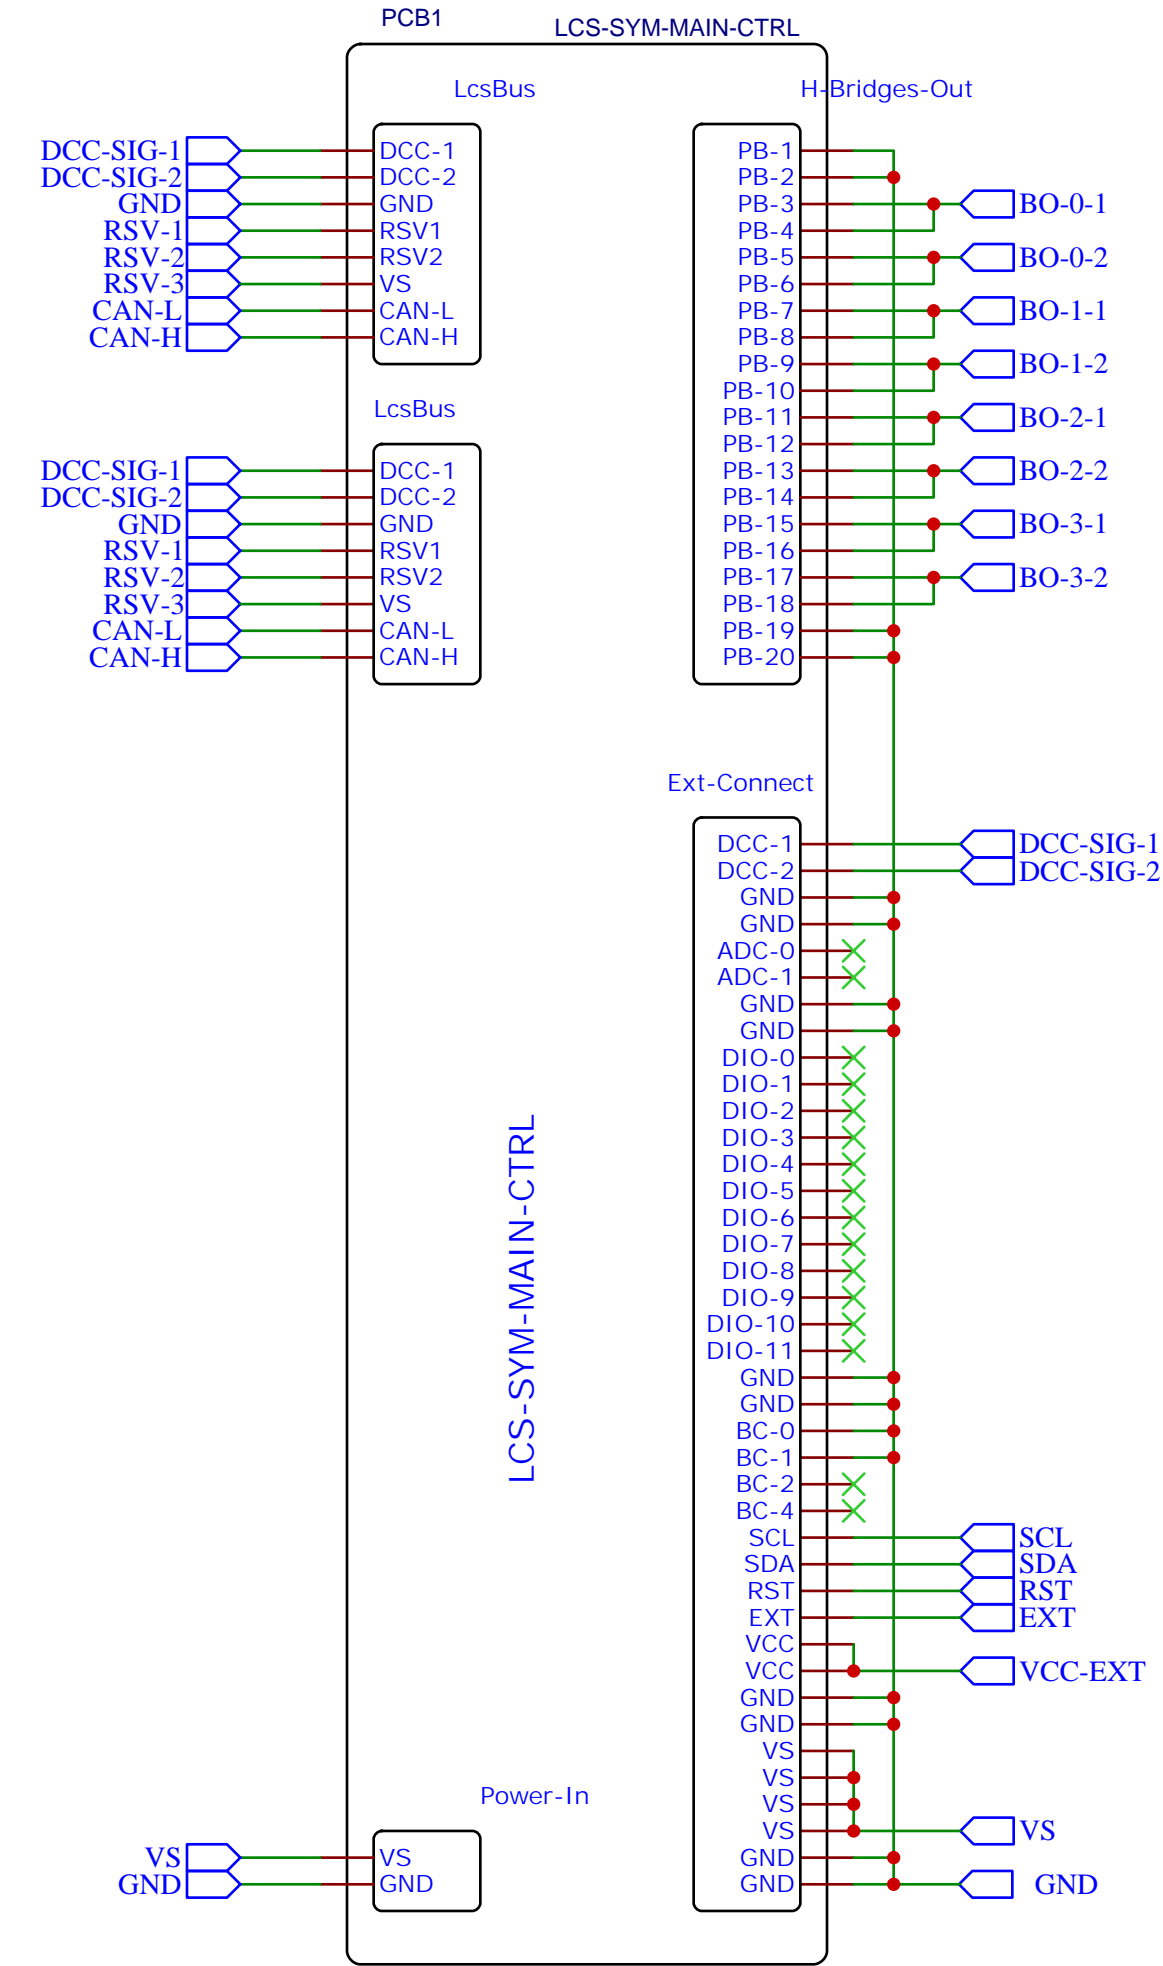 PCB1
LCS-SYM-MAIN-CTRL
LcsBus
DCC-SIG-1 DCC-1
DCC-SIG-2 DCC-2
GND GND
RSV-1 RSV1
RSV-2 RSV2
RSV-3 VS
CAN-L CAN-L
CAN-H CAN-H
LcsBus
DCC-SIG-1 DCC-1
DCC-SIG-2 DCC-2
GND GND
RSV-1 RSV1
RSV-2 RSV2
RSV-3 VS
CAN-L CAN-L
CAN-H CAN-H
H-Bridges-Out
PB-1
PB-2
PB-3 BO-0-1
PB-4
PB-5 BO-0-2
PB-6
PB-7 BO-1-1
PB-8
PB-9 BO-1-2
PB-10
PB-11 BO-2-1
PB-12
PB-13 BO-2-2
PB-14
PB-15 BO-3-1
PB-16
PB-17 BO-3-2
PB-18
PB-19
PB-20
Ext-Connect
DCC-1 DCC-SIG-1
DCC-2 DCC-SIG-2
GND
GND
ADC-0
ADC-1
GND
GND
DIO-0
DIO-1
DIO-2
DIO-3
DIO-4
DIO-5
DIO-6
DIO-7
DIO-8
DIO-9
DIO-10
DIO-11
GND
GND
BC-0
BC-1
BC-2
BC-4
SCL SCL
SDA SDA
RST RST
EXT EXT
VCC
VCC VCC-EXT
GND
GND
VS
VS
VS
VS VS
GND
GND GND
LCS-SYM-MAIN-CTRL
Power-In
VS VS
GND GND